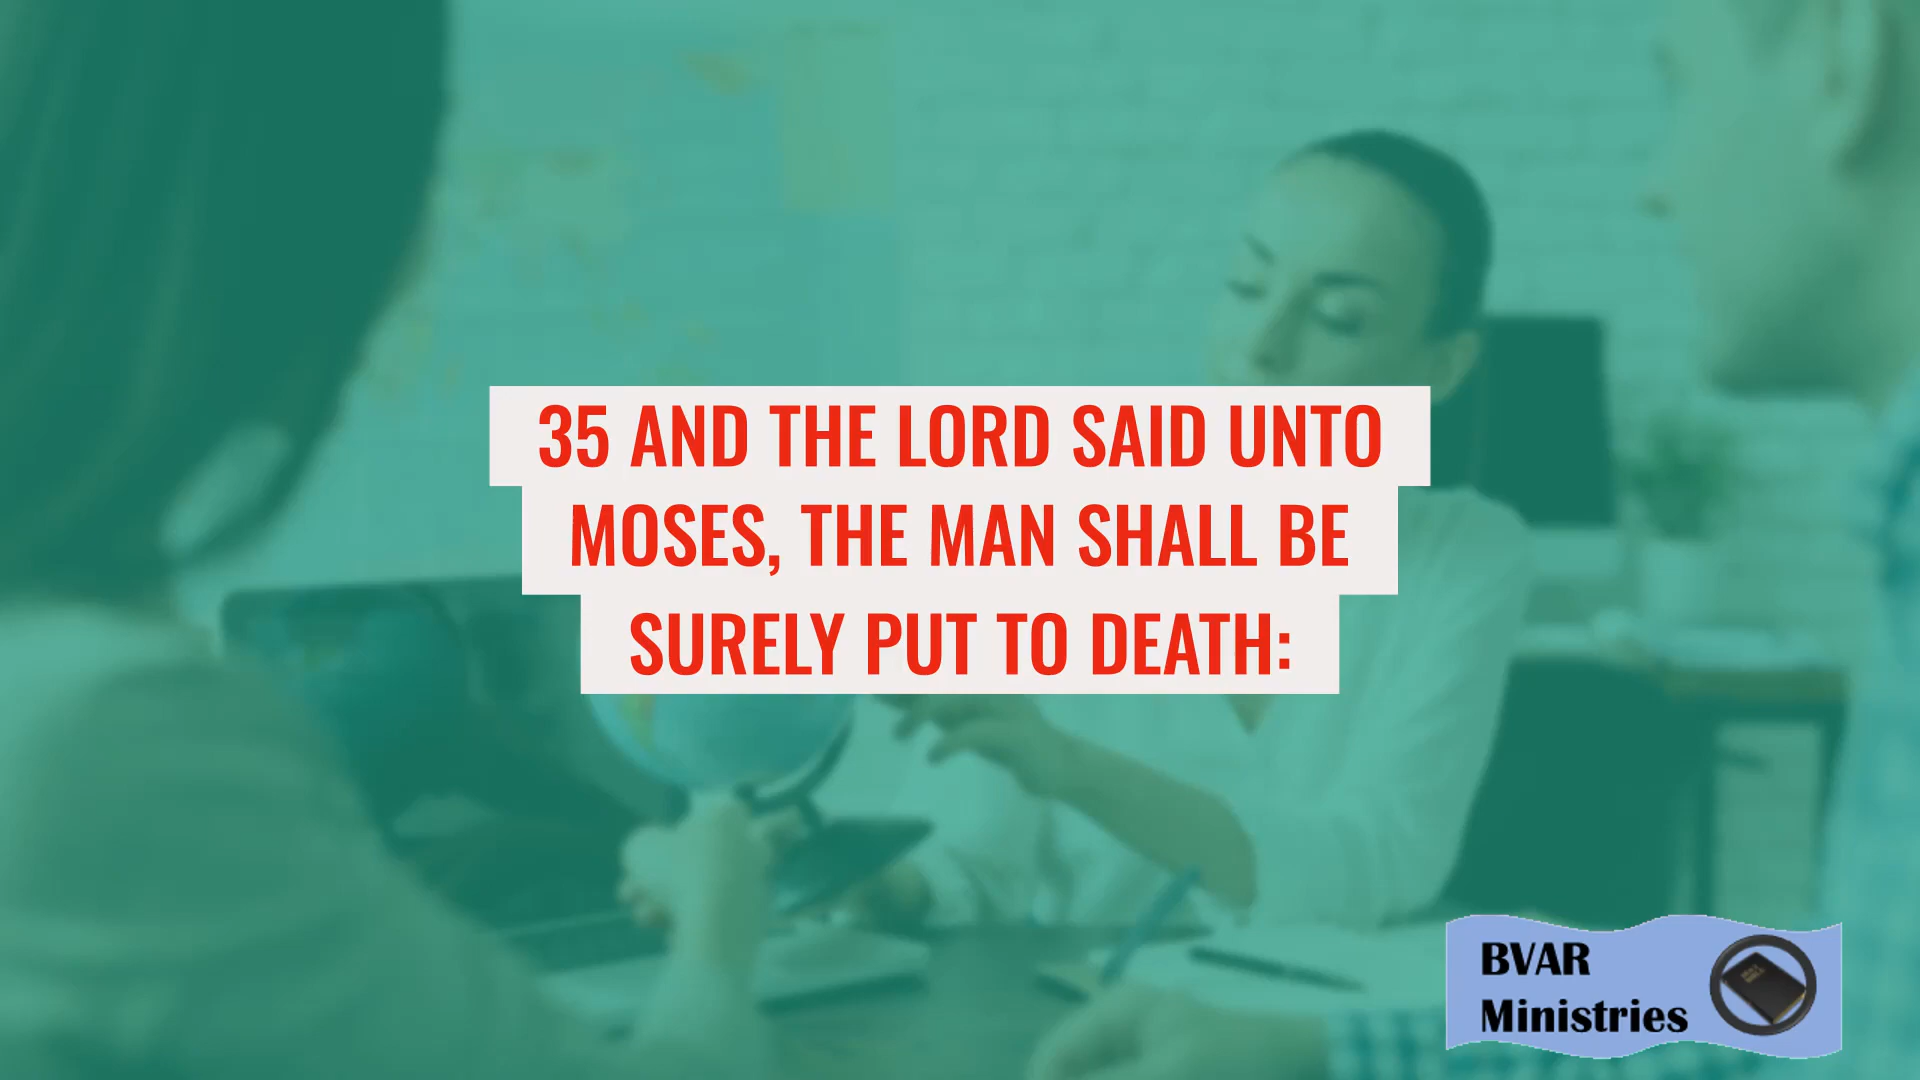 35 AND THE LORD SAID UNTO
MOSES, THE MAN SHALL BE
SURELY PUT TO DEATH:
BVAR
Ministries